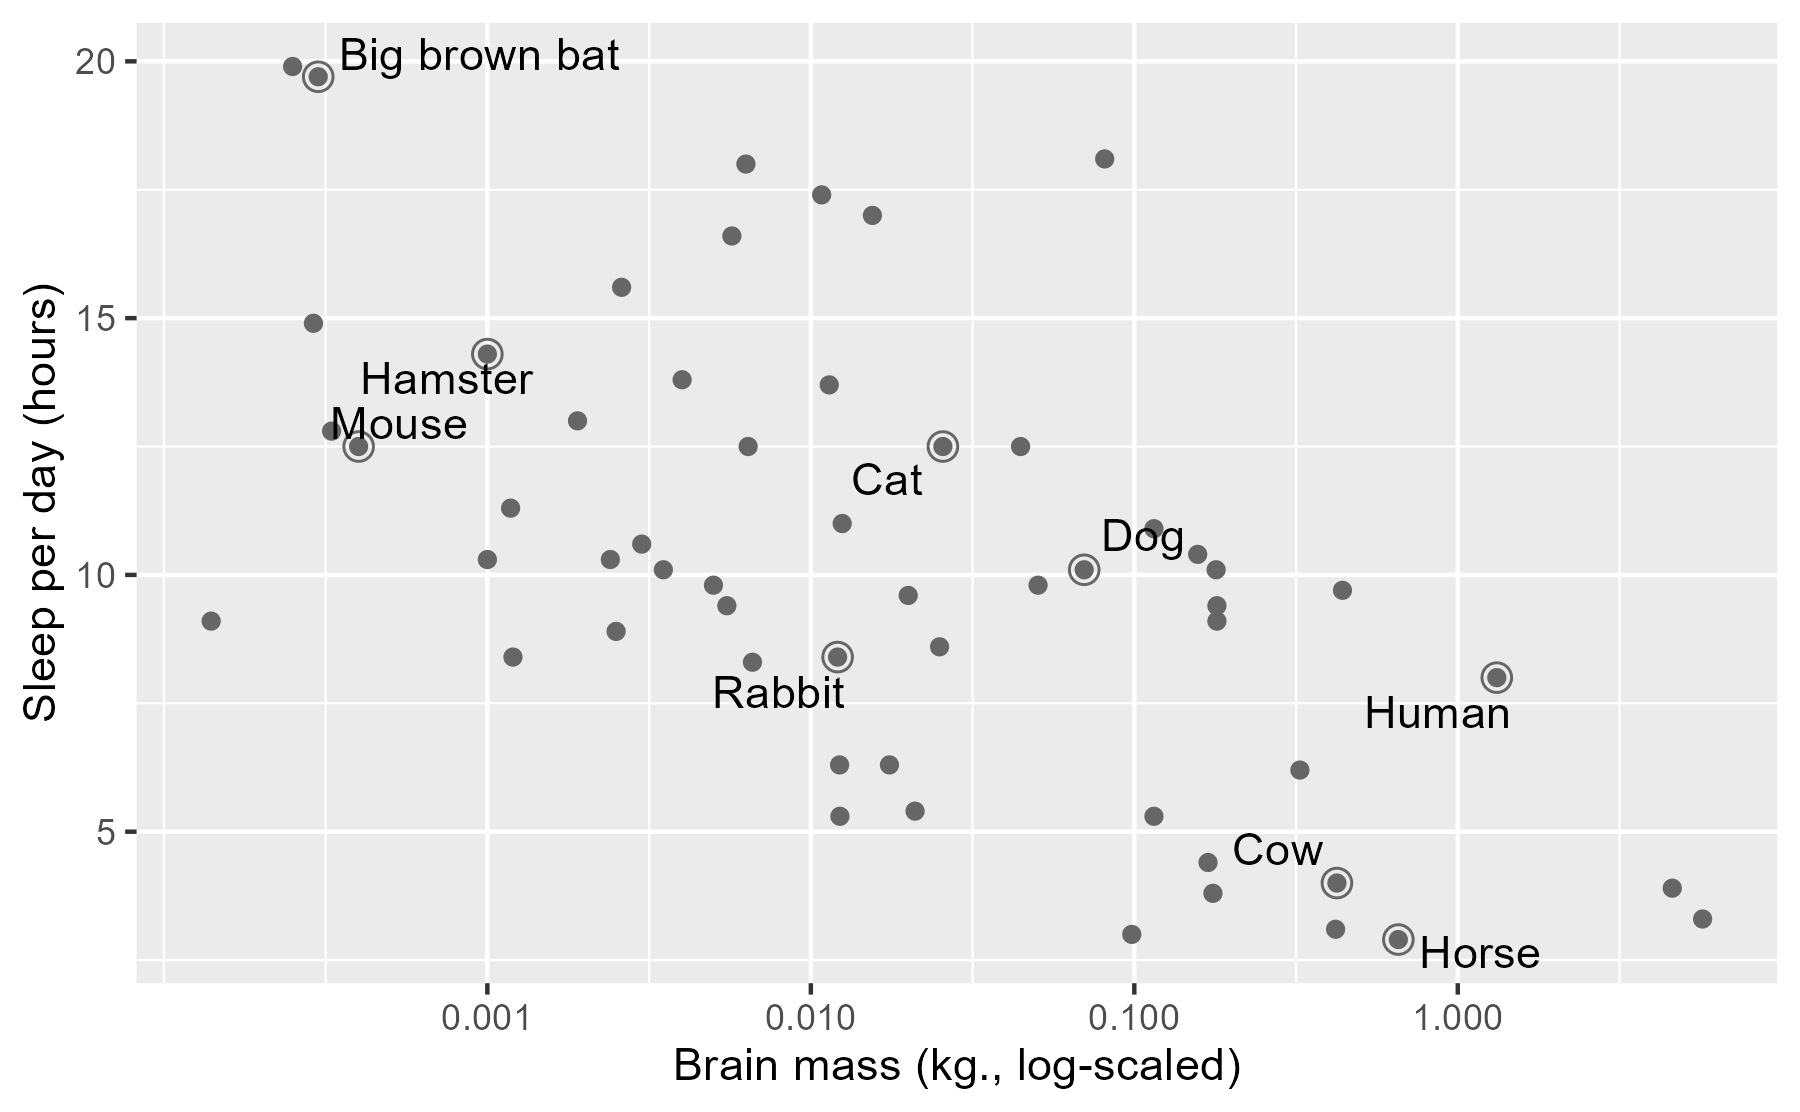 Big brown bat
Hamster
Mouse
Cat
Dog
Rabbit
Human
Cow
Horse
20
15
10
5
Sleep per day (hours)
0.001
0.010
0.100
1.000
Brain mass (kg., log-scaled)